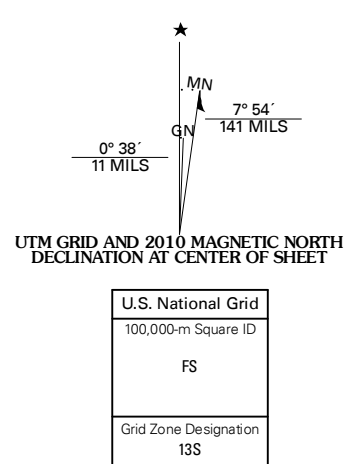 ★
MN
7° 54´
141 MILS
GN
0° 38´
11 MILS
UTM GRID AND 2010 MAGNETIC NORTH
DECLINATION AT CENTER OF SHEET
U.S. National Grid
100,000-m Square ID
FS
Grid Zone Designation
13S